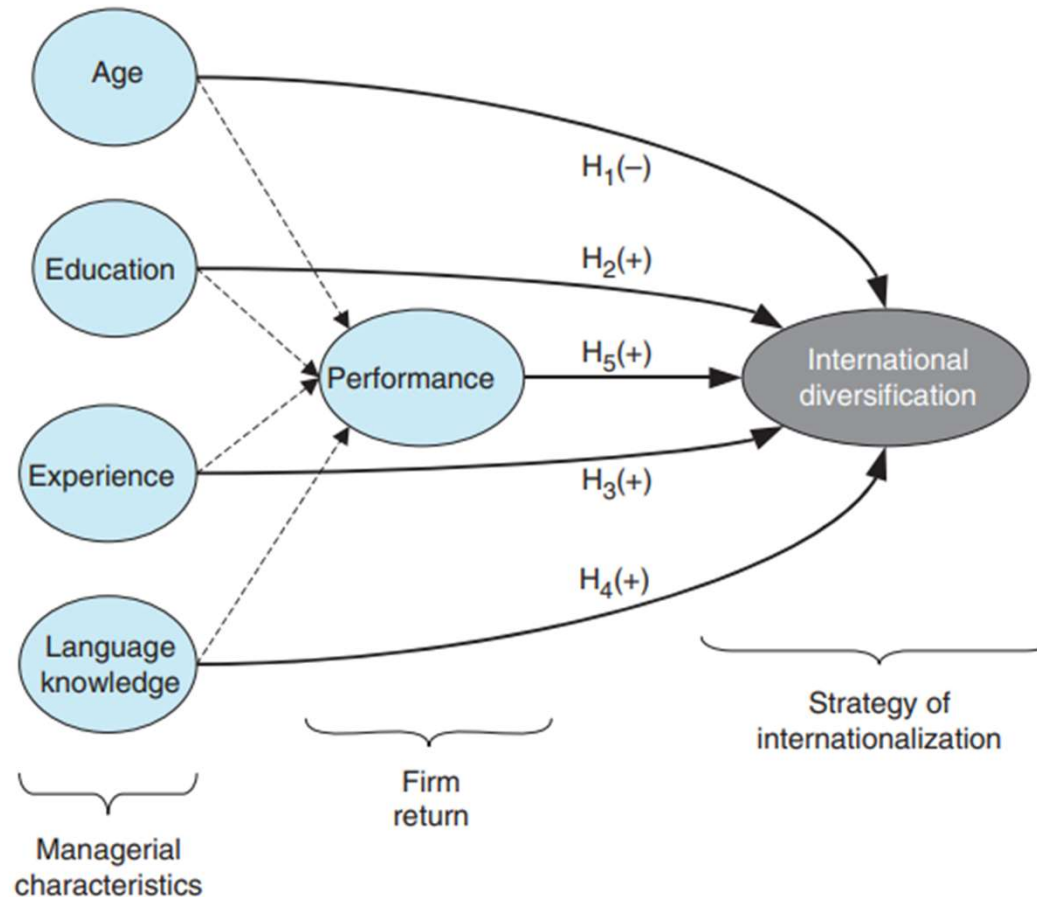 Age
H₁(–)
Education
H₂(+)
Performance
H₅(+)
International
diversification
Experience
H₃(+)
Language
knowledge
H₄(+)
Strategy of
internationalization
Firm
return
Managerial
characteristics